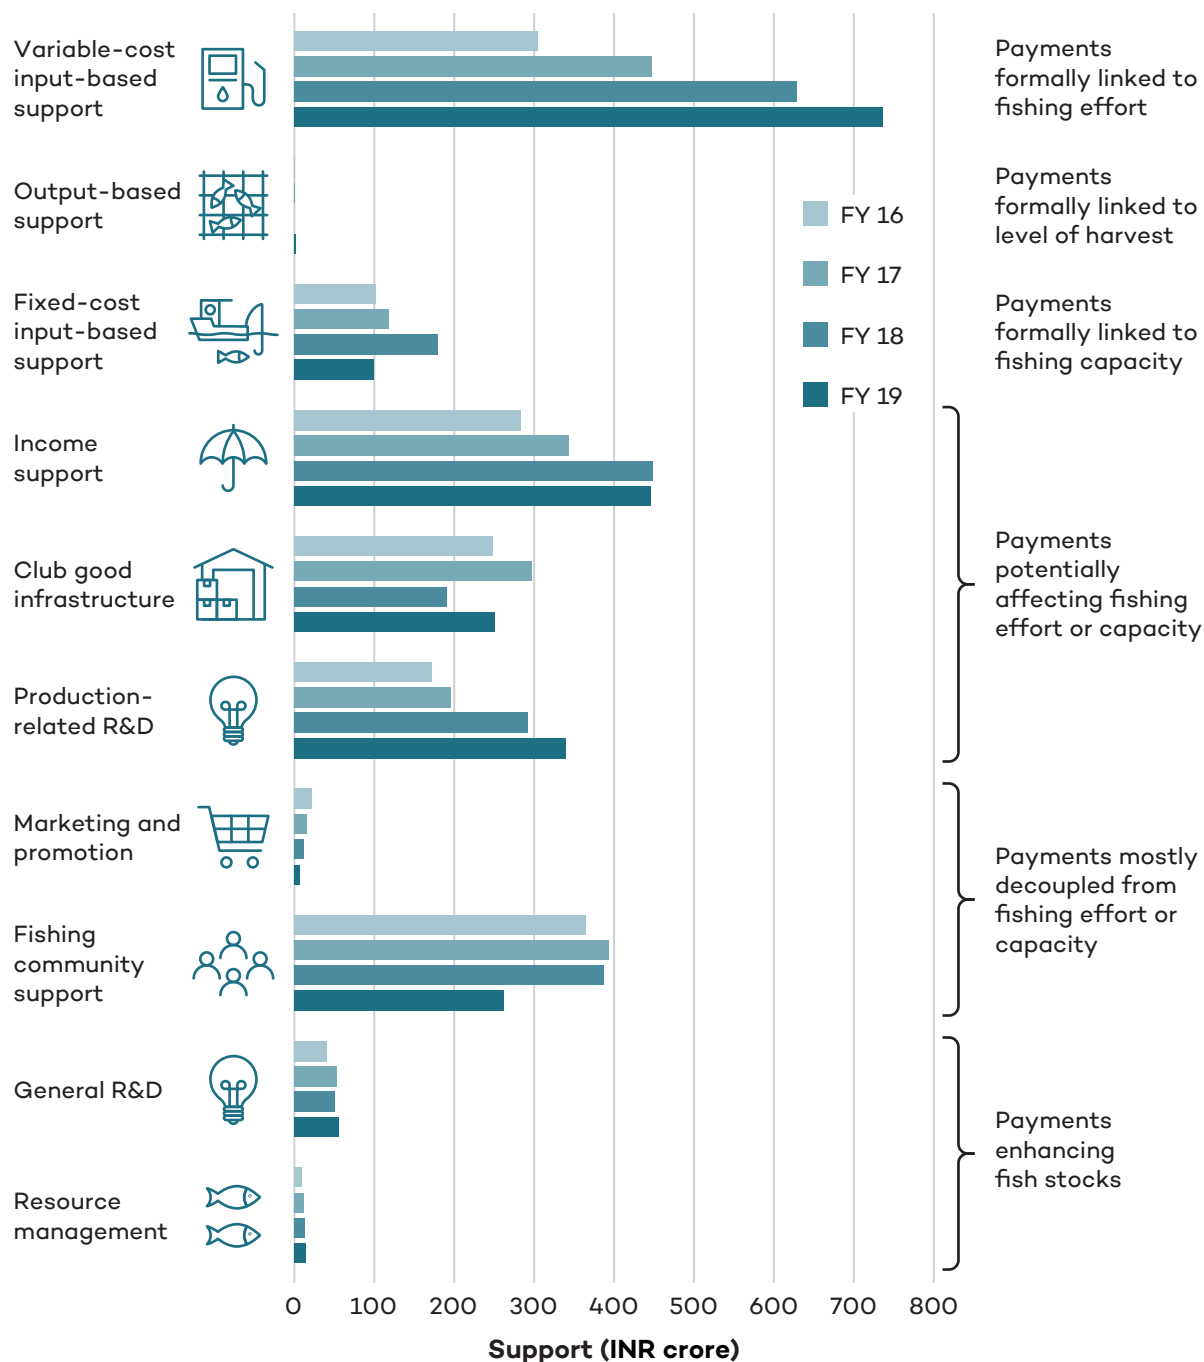 Variable-cost
input-based
support
Payments
formally linked to
fishing effort
Output-based
support
Payments
formally linked to
level of harvest
FY 16
FY 17
FY 18
FY 19
Fixed-cost
input-based
support
Payments
formally linked to
fishing capacity
Income
support
Club good
infrastructure
Production-
related R&D
Payments
potentially
affecting fishing
effort or capacity
Marketing and
promotion
Fishing
community
support
Payments mostly
decoupled from
fishing effort or
capacity
General R&D
Resource
management
Payments
enhancing
fish stocks
0 100 200 300 400 500 600 700 800
Support (INR crore)